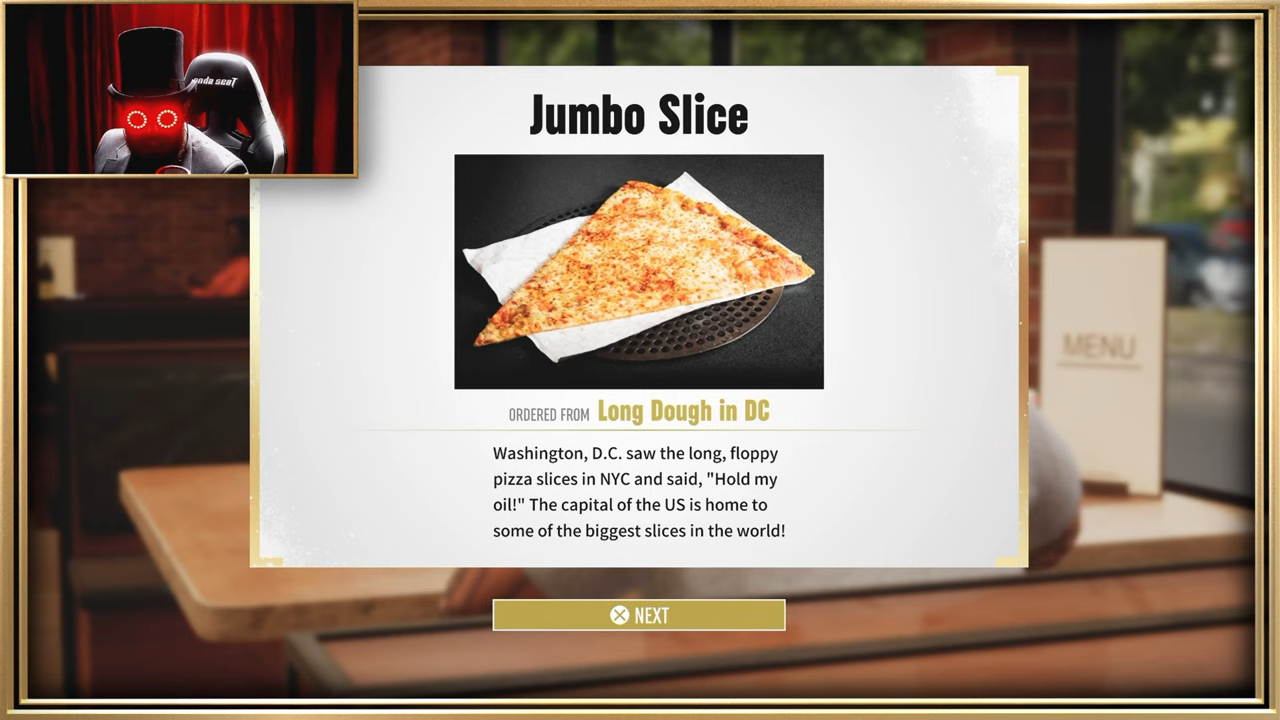 anda seaT
Jumbo Slice
ORDERED FROM Long Dough in DC
Washington, D.C. saw the long, floppy
pizza slices in NYC and said, "Hold my
oil!" The capital of the US is home to
some of the biggest slices in the world!
MENU
NEXT